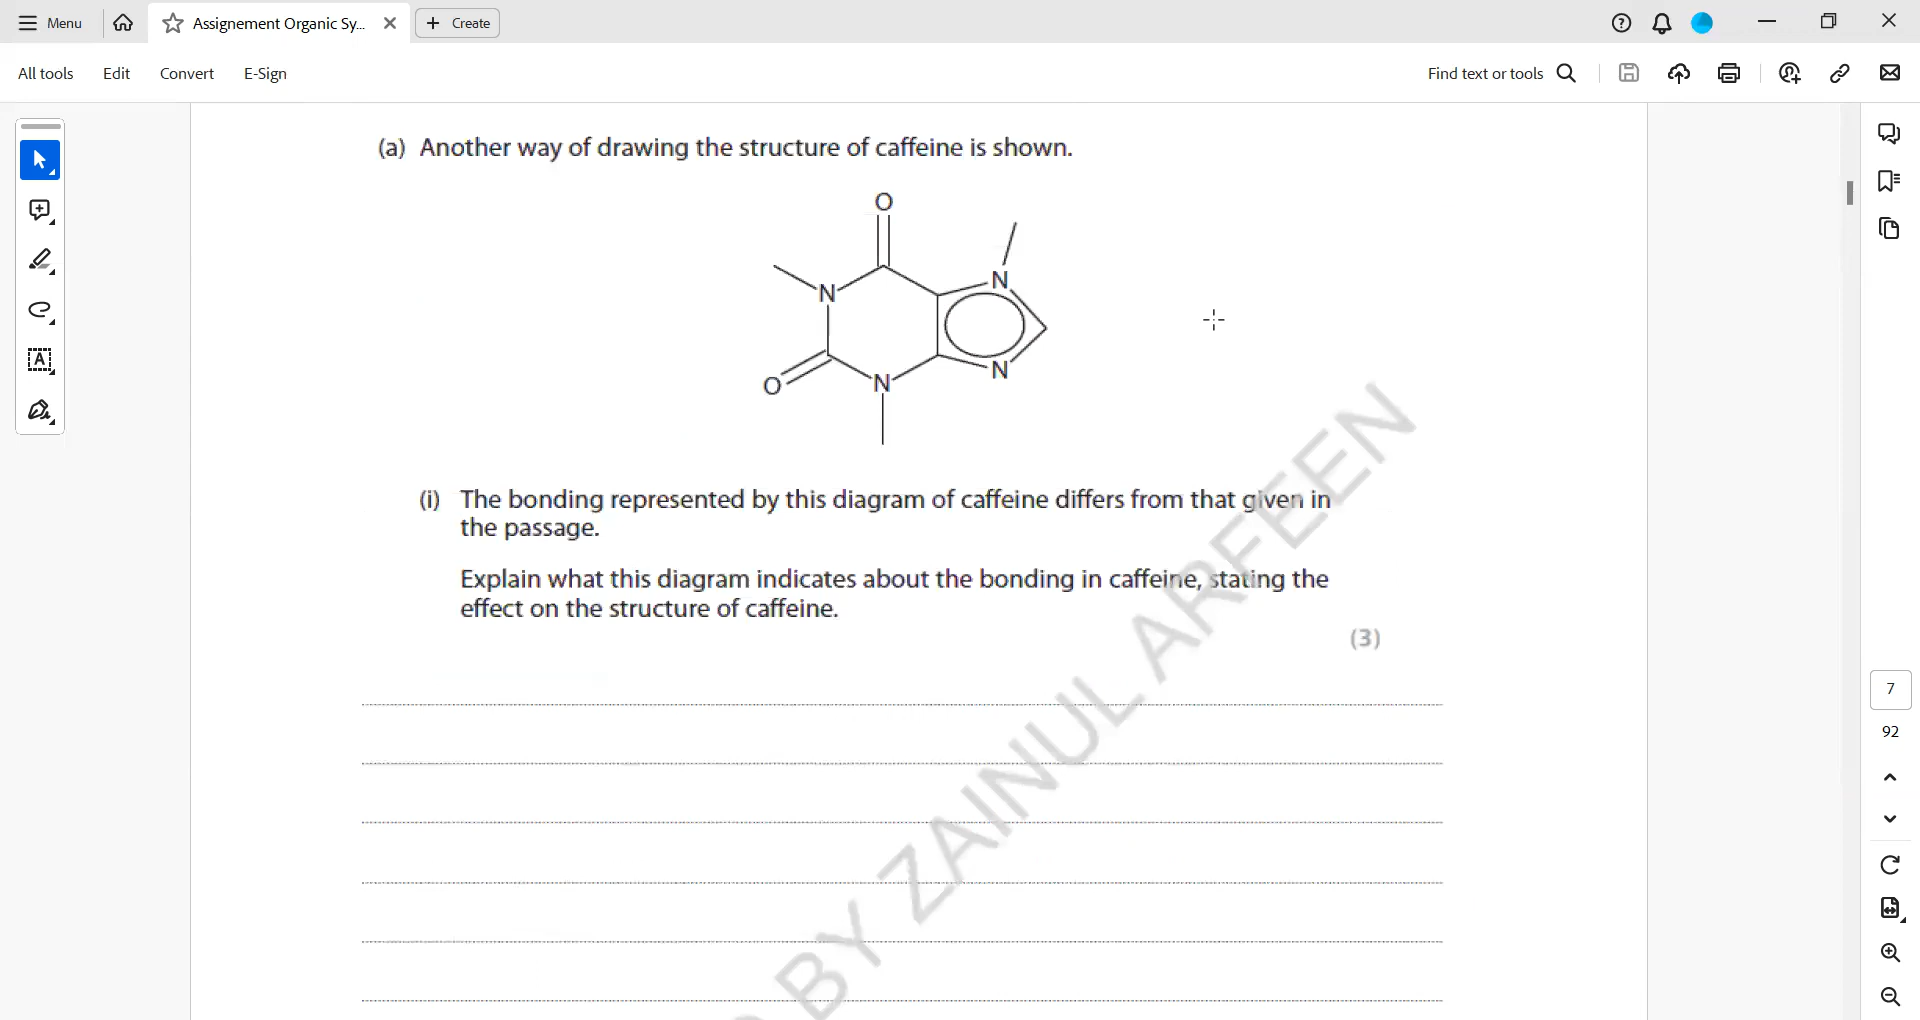 Menu
Assignement Organic Sy...
Create
All tools
Edit
Convert
E-Sign
Find text or tools
(a) Another way of drawing the structure of caffeine is shown.
O
N
N
O
N
N
(i) The bonding represented by this diagram of caffeine differs from that given in
the passage.
Explain what this diagram indicates about the bonding in caffeine, stating the
effect on the structure of caffeine.
(3)
BY ZAINUL ARFEEN
7
92